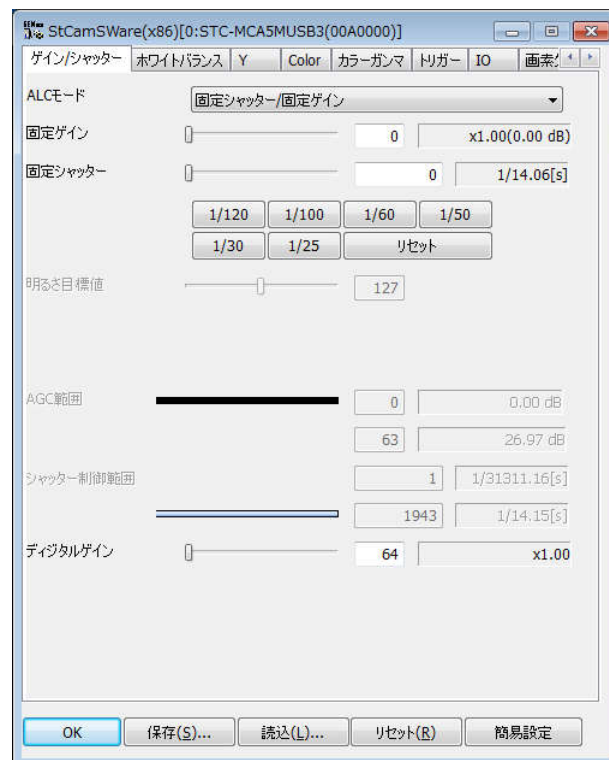 StCamSWare(x86)[0:STC-MCA5MUSB3(00A0000)]
ゲイン/シャッター ホワイトバランス Y Color カラーガンマ トリガー IO
ALCモード 固定シャッター/固定ゲイン
固定ゲイン 0 x1.00(0.00 dB)
固定シャッター 0 1/14.06[s]
1/120 1/100 1/60 1/50
1/30 1/25 リセット
明るさ目標値 127
AGC範囲 0 0.00 dB
63 26.97 dB
シャッター制御範囲 1 1/31311.16[s]
1943 1/14.15[s]
ディジタルゲイン 64 x1.00
OK 保存(S)... 読込(L)... リセット(R) 簡易設定